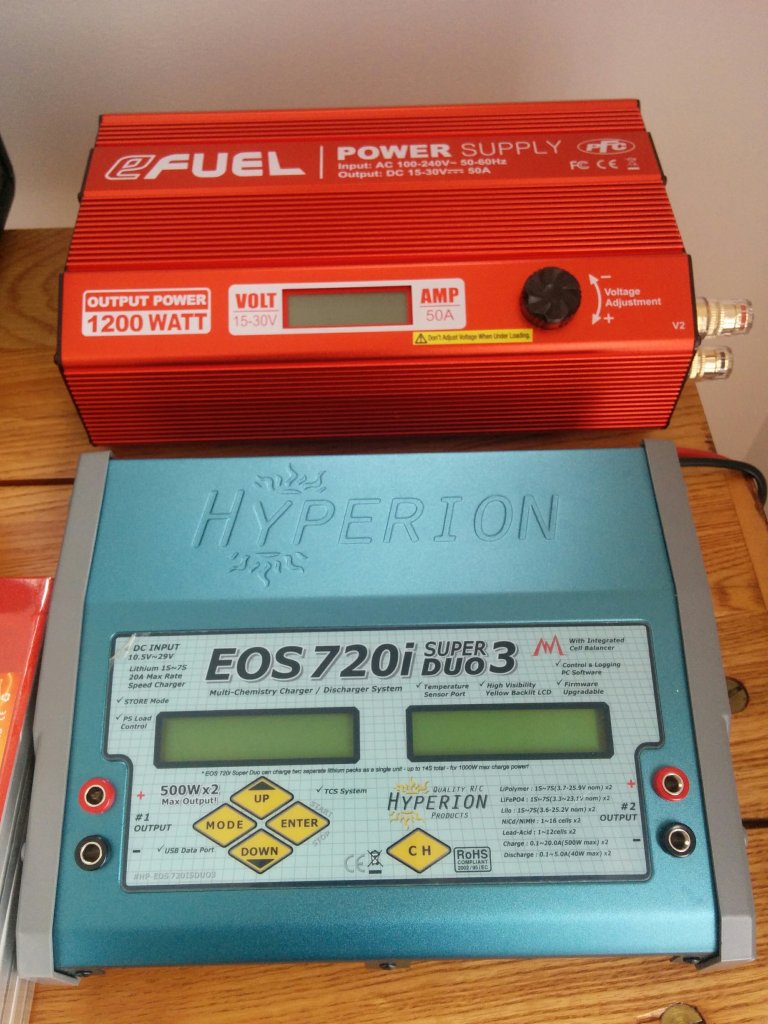 eFUEL
POWER SUPPLY
Input: AC 100-240V~ 50-60Hz
Output: DC 15-30V 50A
PFC
FC CE
OUTPUT POWER
1200 WATT
VOLT
15-30V
AMP
50A
Voltage
Adjustment
- +
V2
Don't Adjust Voltage When Under Loading.
HYPERION
DC INPUT
10.5V~29V
Lithium 1S~7S
20A Max Rate
Speed Charger
✓ STORE Mode
✓ PS Load
Control
EOS 720i SUPER DUO 3
Multi-Chemistry Charger / Discharger System
With Integrated
Cell Balancer
✓ Control & Logging
PC Software
✓ Temperature
Sensor Port
✓ High Visibility
Yellow Backlit LCD
✓ Firmware
Upgradable
* EOS 720i Super Duo can charge two separate lithium packs as a single unit - up to 14S total - for 1000W max charge power!
+
500W x2
Max Output!
#1
OUTPUT
-
✓ USB Data Port
UP
MODE
ENTER
DOWN
START
STOP
✓ TCS System
QUALITY R/C
HYPERION
PRODUCTS
CH
CE
RoHS
COMPLIANT
2002/95/EC
LiPolymer : 1S~7S(3.7-25.9V nom) x2
LiFePO4 : 1S~7S(3.3~23.1V nom) x2
LiIo : 1S~7S(3.6-25.2V nom) x2
NiCd/NiMH : 1~16 cells x2
Lead-Acid : 1~12cells x2
Charge : 0.1~20.0A(500W max) x2
Discharge : 0.1~5.0A(40W max) x2
+
#2
OUTPUT
-
#HP-EOS720ISDUO3